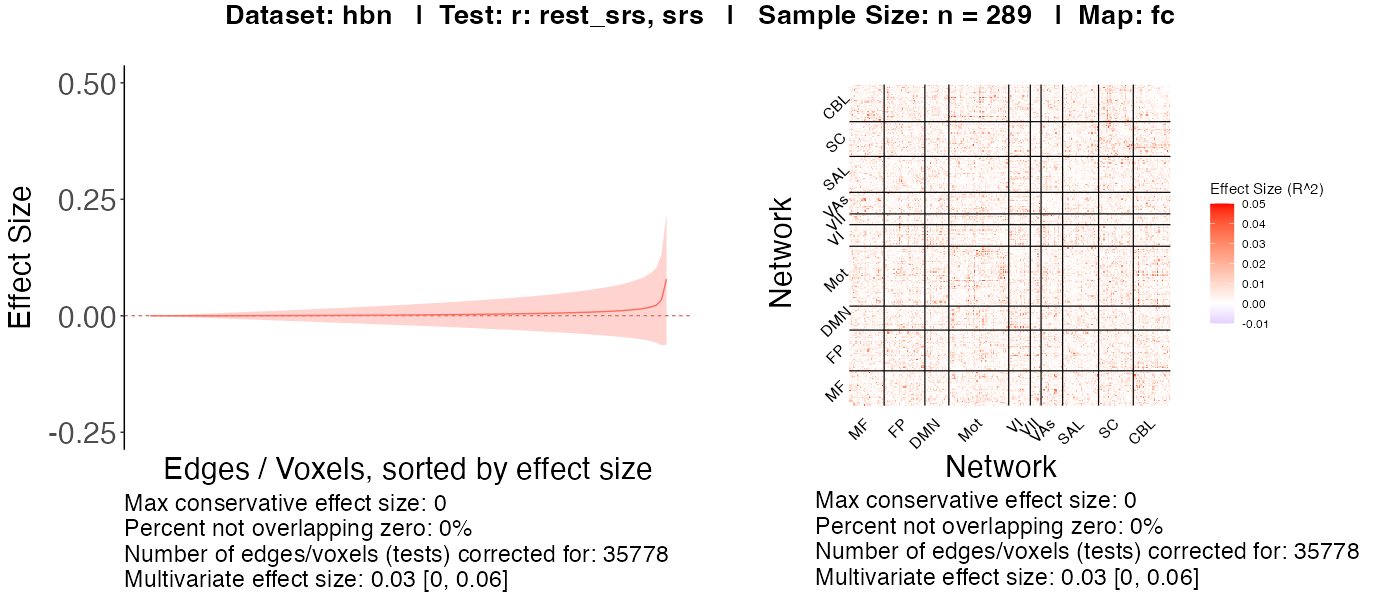 Dataset: hbn | Test: r: rest_srs, srs | Sample Size: n = 289 | Map: fc
Effect Size
0.50
0.25
0.00
-0.25
Edges / Voxels, sorted by effect size
Max conservative effect size: 0
Percent not overlapping zero: 0%
Number of edges/voxels (tests) corrected for: 35778
Multivariate effect size: 0.03 [0, 0.06]
Network
CBL
SC
SAL
VAs
VII
VI
Mot
DMN
FP
MF
MF
FP
DMN
Mot
VI
VII
VAs
SAL
SC
CBL
Network
Effect Size (R^2)
0.05
0.04
0.03
0.02
0.01
0.00
-0.01
Max conservative effect size: 0
Percent not overlapping zero: 0%
Number of edges/voxels (tests) corrected for: 35778
Multivariate effect size: 0.03 [0, 0.06]